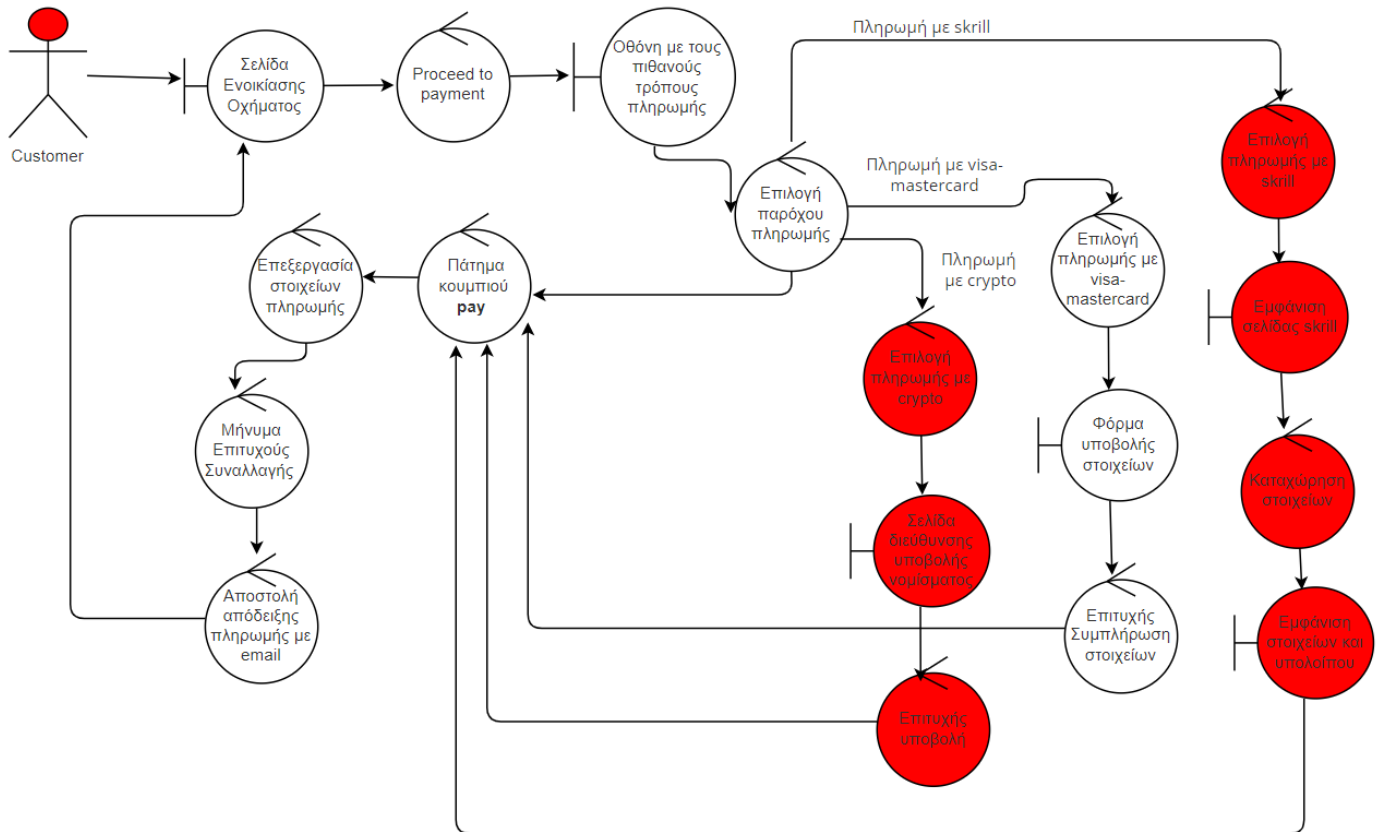 Customer
Σελίδα
Ενοικίασης
Οχήματος
Proceed to
payment
Οθόνη με τους
πιθανούς
τρόπους
πληρωμής
Πληρωμή με skrill
Επιλογή
παρόχου
πληρωμής
Πληρωμή με visa-
mastercard
Πληρωμή
με crypto
Επιλογή
πληρωμής με
skrill
Επιλογή
πληρωμής με
visa-
mastercard
Εμφάνιση
σελίδας skrill
Επιλογή
πληρωμής με
crypto
Φόρμα
υποβολής
στοιχείων
Καταχώρηση
στοιχείων
Σελίδα
διεύθυνσης
υποβολής
νομίσματος
Επιτυχής
Συμπλήρωση
στοιχείων
Εμφάνιση
στοιχείων και
υπολοίπου
Επιτυχής
υποβολή
Πάτημα
κουμπιού
pay
Επεξεργασία
στοιχείων
πληρωμής
Μήνυμα
Επιτυχούς
Συναλλαγής
Αποστολή
απόδειξης
πληρωμής με
email